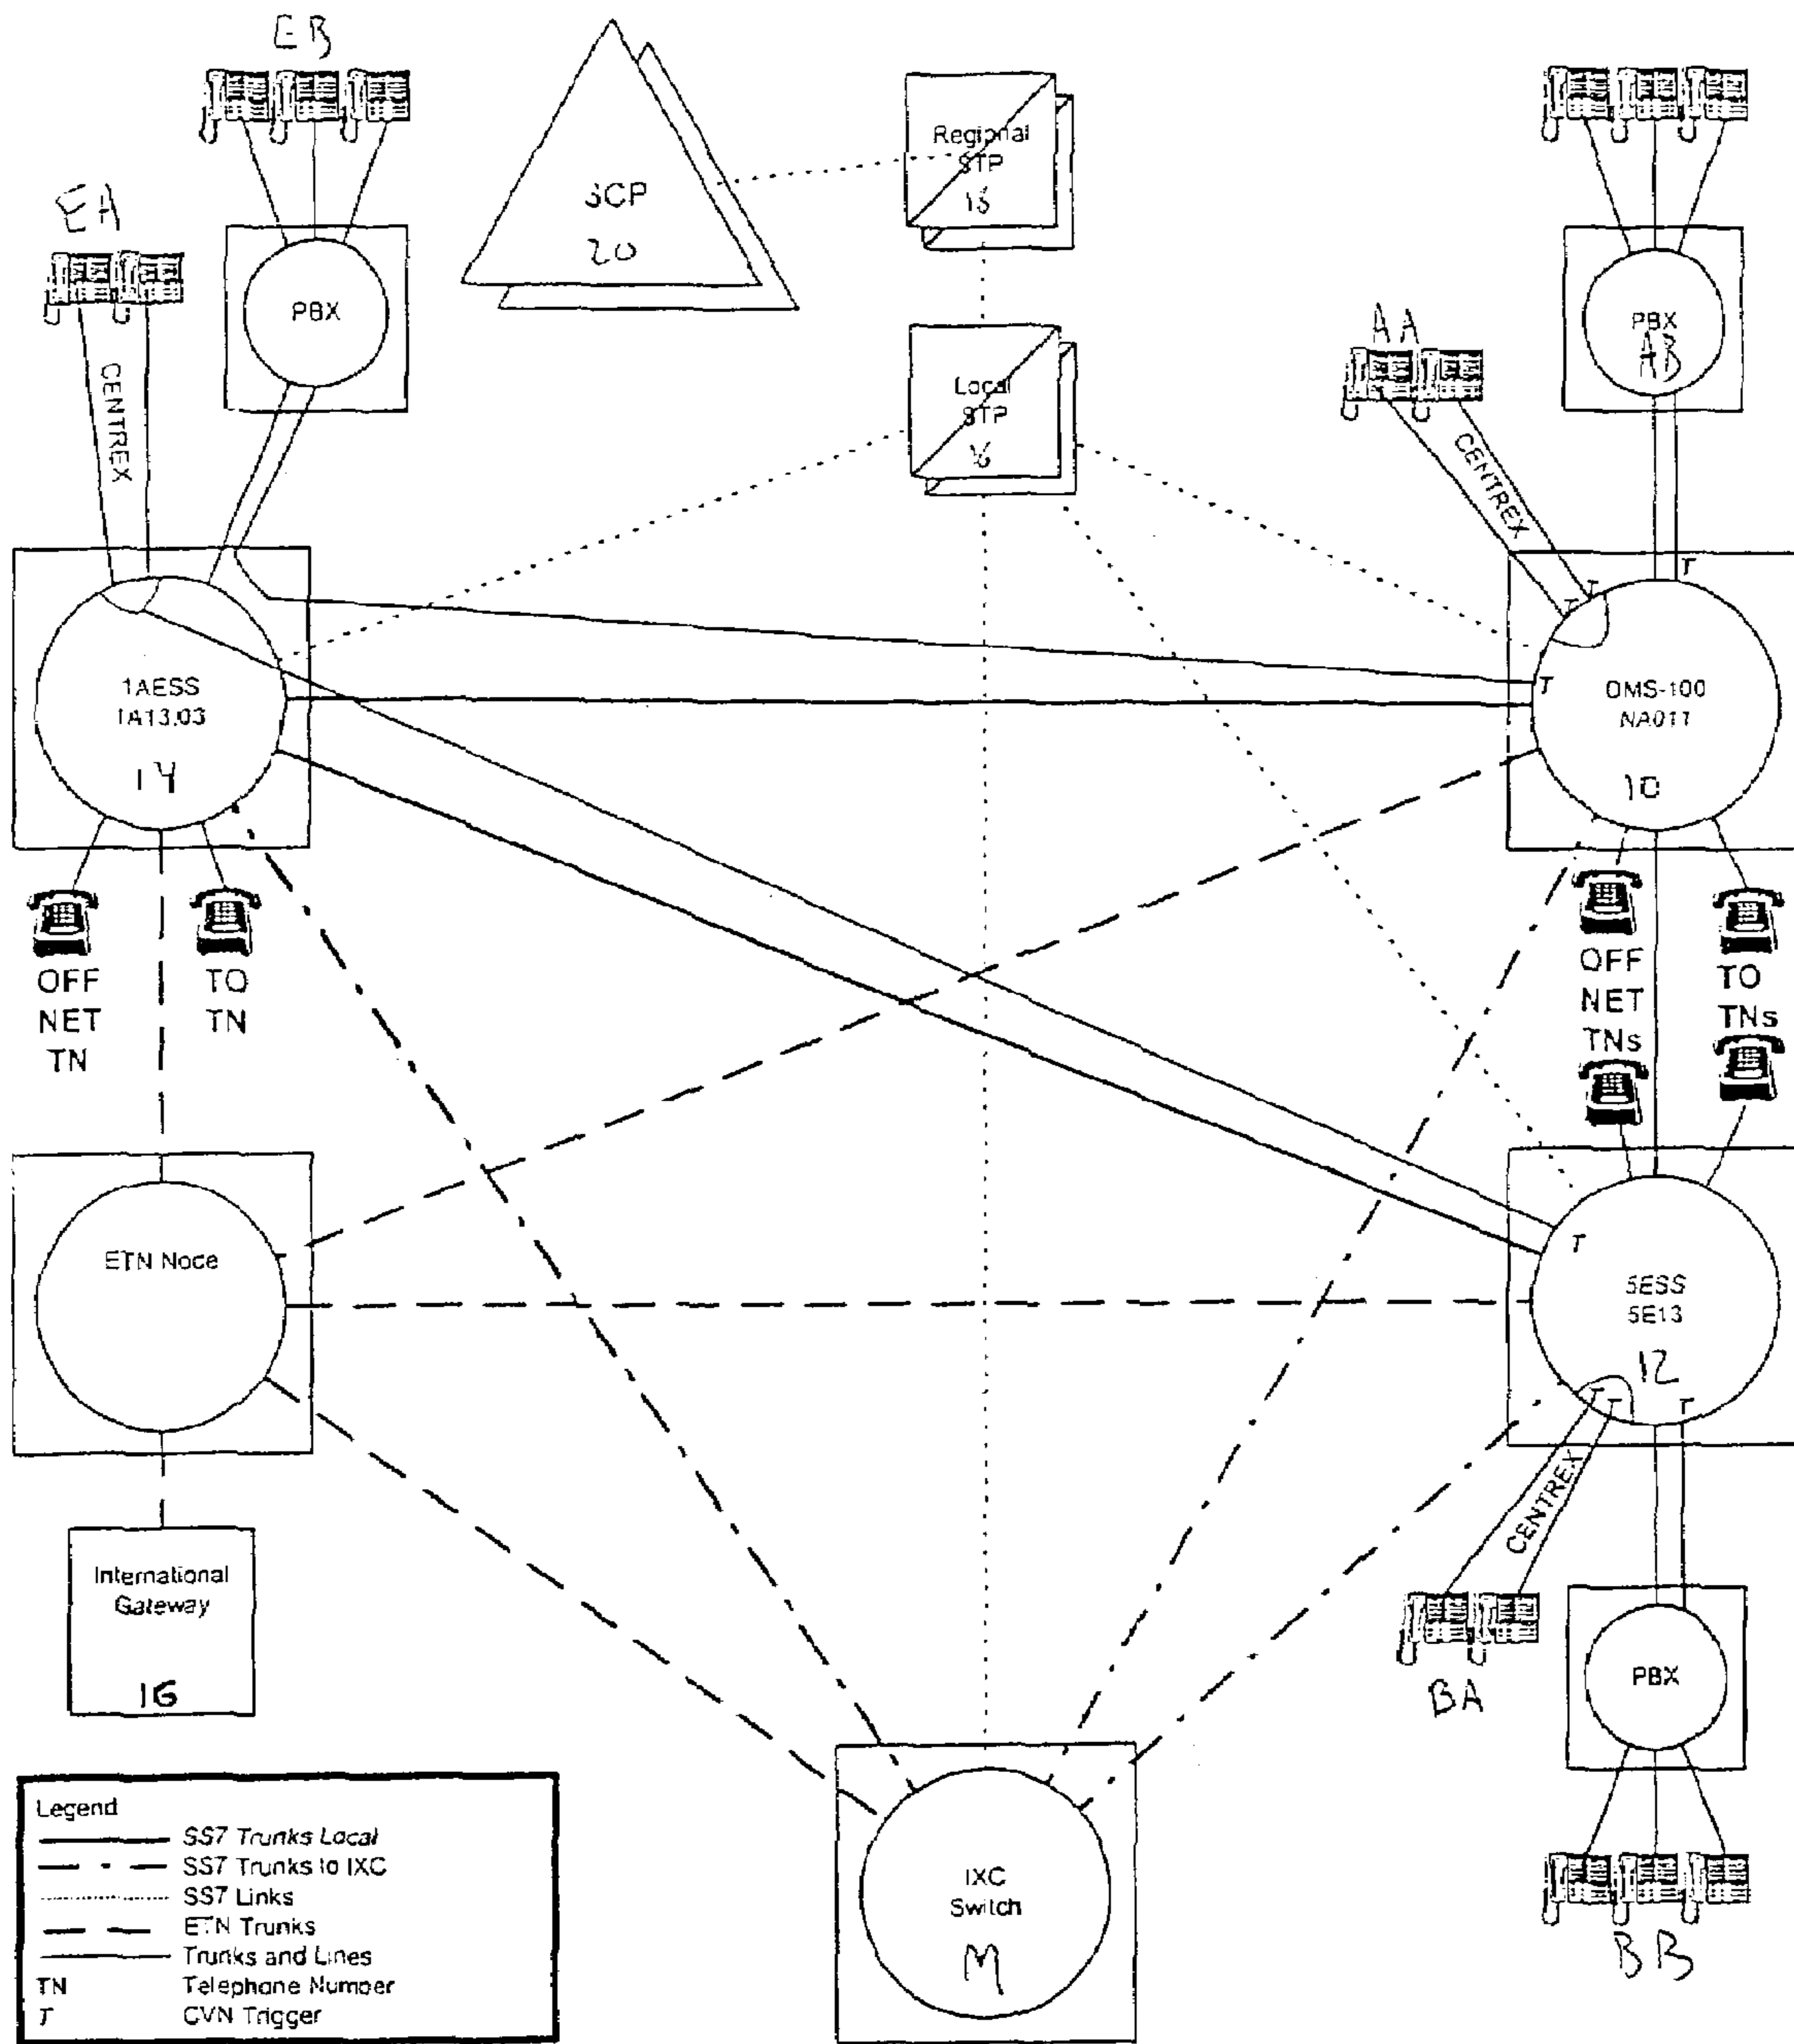 EB
EA
PBX
CENTREX
SCP
20
Regional
STP
18
Local
STP
AA
CENTREX
PBX
AB
T
T
T
T
1AESS
1A13.03
14
DMS-100
NA011
10
OFF
NET
TN
TO
TN
OFF
NET
TNs
TO
TNs
ETN Node
T
5ESS
5E13
12
T
T
T
CENTREX
International
Gateway
16
BA
PBX
IXC
Switch
M
BB
Legend
SS7 Trunks Local
SS7 Trunks to IXC
SS7 Links
ETN Trunks
Trunks and Lines
TN Telephone Number
T CVN Trigger